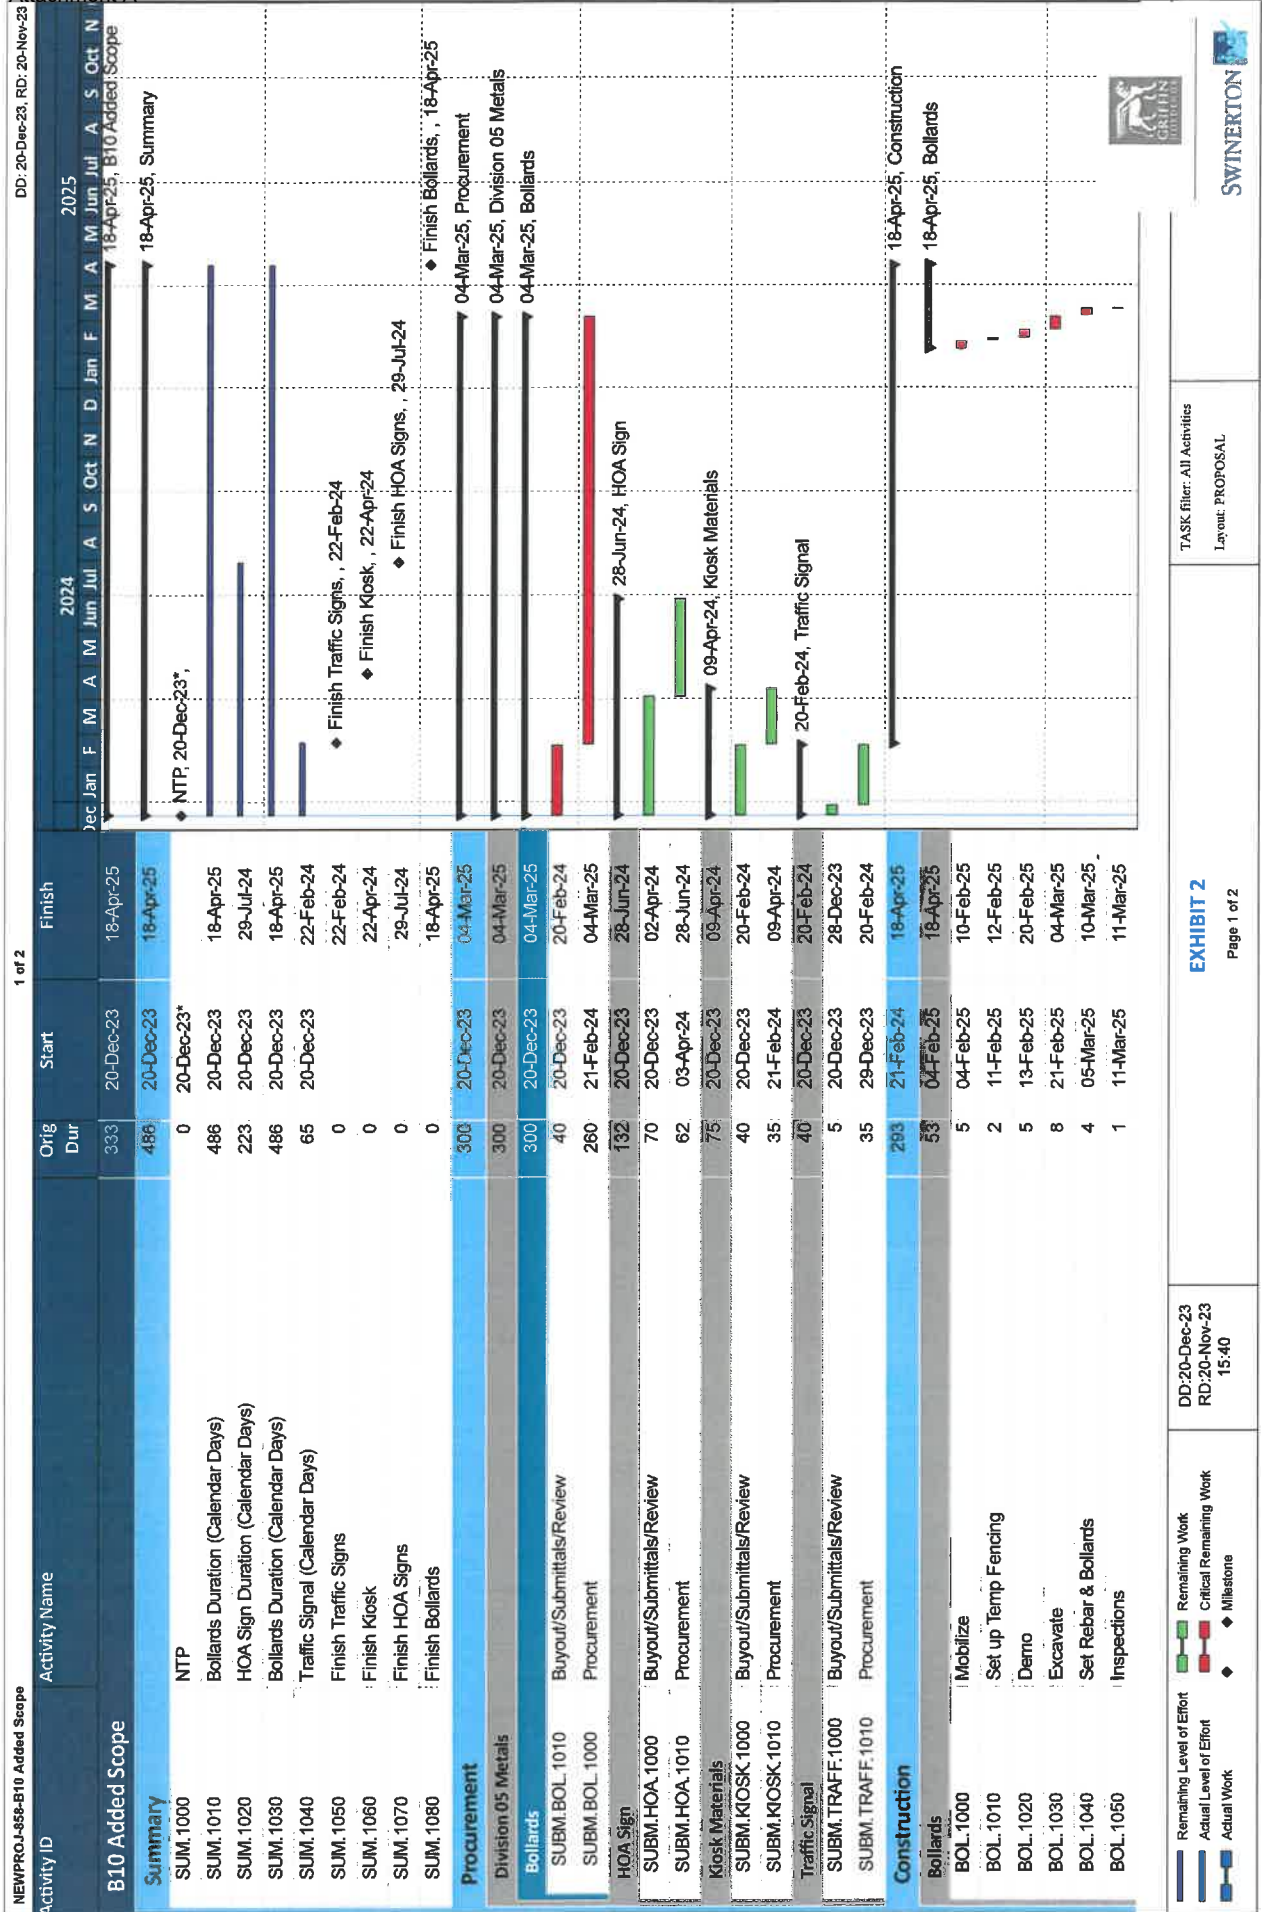 NEWPROJ-858-B10 Added Scope 1 of 2 DD: 20-Dec-23, RD: 20-Nov-23
Activity ID Activity Name Orig Dur Start Finish
2024 2025
Dec Jan F M A M Jun Jul A S Oct N D Jan F M A M Jun Jul A S Oct N
B10 Added Scope 333 20-Dec-23 18-Apr-25 18-Apr-25, B10 Added Scope
Summary 486 20-Dec-23 18-Apr-25 18-Apr-25, Summary
SUM.1000 NTP 0 20-Dec-23* NTP, 20-Dec-23*,
SUM.1010 Bollards Duration (Calendar Days) 486 20-Dec-23 18-Apr-25
SUM.1020 HOA Sign Duration (Calendar Days) 223 20-Dec-23 29-Jul-24
SUM.1030 Bollards Duration (Calendar Days) 486 20-Dec-23 18-Apr-25
SUM.1040 Traffic Signal (Calendar Days) 65 20-Dec-23 22-Feb-24
SUM.1050 Finish Traffic Signs 0 22-Feb-24 Finish Traffic Signs, , 22-Feb-24
SUM.1060 Finish Kiosk 0 22-Apr-24 Finish Kiosk, , 22-Apr-24
SUM.1070 Finish HOA Signs 0 29-Jul-24 Finish HOA Signs, , 29-Jul-24
SUM.1080 Finish Bollards 0 18-Apr-25 Finish Bollards, , 18-Apr-25
Procurement 300 20-Dec-23 04-Mar-25 04-Mar-25, Procurement
Division 05 Metals 300 20-Dec-23 04-Mar-25 04-Mar-25, Division 05 Metals
Bollards 300 20-Dec-23 04-Mar-25 04-Mar-25, Bollards
SUBM.BOL.1010 Buyout/Submittals/Review 40 20-Dec-23 20-Feb-24
SUBM.BOL.1000 Procurement 260 21-Feb-24 04-Mar-25
HOA Sign 132 20-Dec-23 28-Jun-24 28-Jun-24, HOA Sign
SUBM.HOA.1000 Buyout/Submittals/Review 70 20-Dec-23 02-Apr-24
SUBM.HOA.1010 Procurement 62 03-Apr-24 28-Jun-24
Kiosk Materials 75 20-Dec-23 09-Apr-24 09-Apr-24, Kiosk Materials
SUBM.KIOSK.1000 Buyout/Submittals/Review 40 20-Dec-23 20-Feb-24
SUBM.KIOSK.1010 Procurement 35 21-Feb-24 09-Apr-24
Traffic Signal 40 20-Dec-23 20-Feb-24 20-Feb-24, Traffic Signal
SUBM.TRAFF.1000 Buyout/Submittals/Review 5 20-Dec-23 28-Dec-23
SUBM.TRAFF.1010 Procurement 35 29-Dec-23 20-Feb-24
Construction 293 21-Feb-24 18-Apr-25 18-Apr-25, Construction
Bollards 53 04-Feb-25 18-Apr-25 18-Apr-25, Bollards
BOL.1000 Mobilize 5 04-Feb-25 10-Feb-25
BOL.1010 Set up Temp Fencing 2 11-Feb-25 12-Feb-25
BOL.1020 Demo 5 13-Feb-25 20-Feb-25
BOL.1030 Excavate 8 21-Feb-25 04-Mar-25
BOL.1040 Set Rebar & Bollards 4 05-Mar-25 10-Mar-25
BOL.1050 Inspections 1 11-Mar-25 11-Mar-25
Remaining Level of Effort Remaining Work
Actual Level of Effort Critical Remaining Work
Actual Work Milestone
DD:20-Dec-23
RD:20-Nov-23
15:40
EXHIBIT 2
Page 1 of 2
TASK filter: All Activities
Layout: PROPOSAL
GRIFFIN
SWINERTON